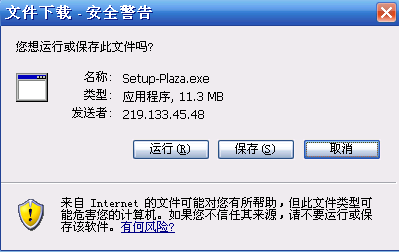 文件下载 - 安全警告
您想运行或保存此文件吗?
名称: Setup-Plaza.exe
类型: 应用程序, 11.3 MB
发送者: 219.133.45.48
运行(R) 保存(S) 取消
来自 Internet 的文件可能对您有所帮助,但此文件类型可
能危害您的计算机。如果您不信任其来源,请不要运行或保
存该软件。有何风险?